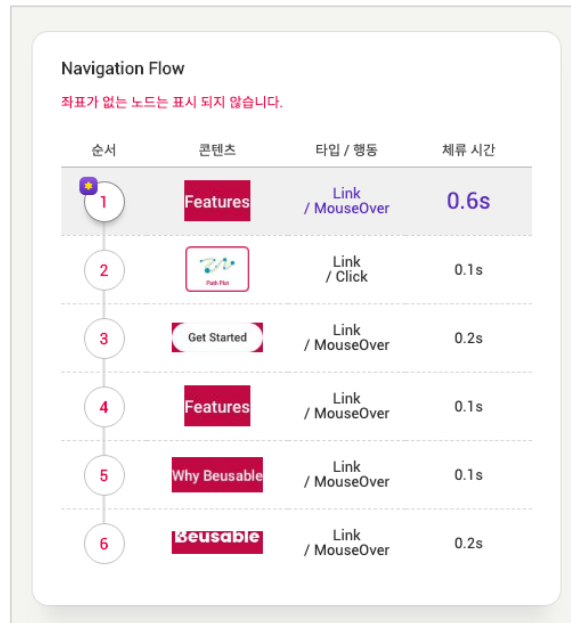 Navigation Flow
좌표가 없는 노드는 표시 되지 않습니다.
순서 콘텐츠 타입 / 행동 체류 시간
1 Features Link / MouseOver 0.6s
2 Path Plus Link / Click 0.1s
3 Get Started Link / MouseOver 0.2s
4 Features Link / MouseOver 0.1s
5 Why Beusable Link / MouseOver 0.1s
6 Beusable Link / MouseOver 0.2s